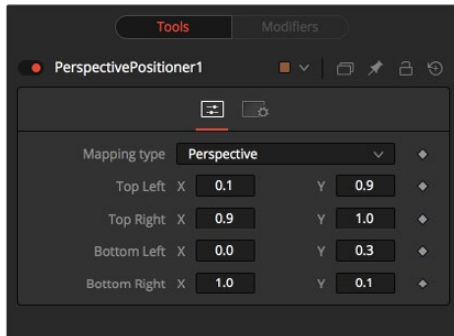 Tools Modifiers
PerspectivePositioner1
Mapping type Perspective
Top Left X 0.1 Y 0.9
Top Right X 0.9 Y 1.0
Bottom Left X 0.0 Y 0.3
Bottom Right X 1.0 Y 0.1